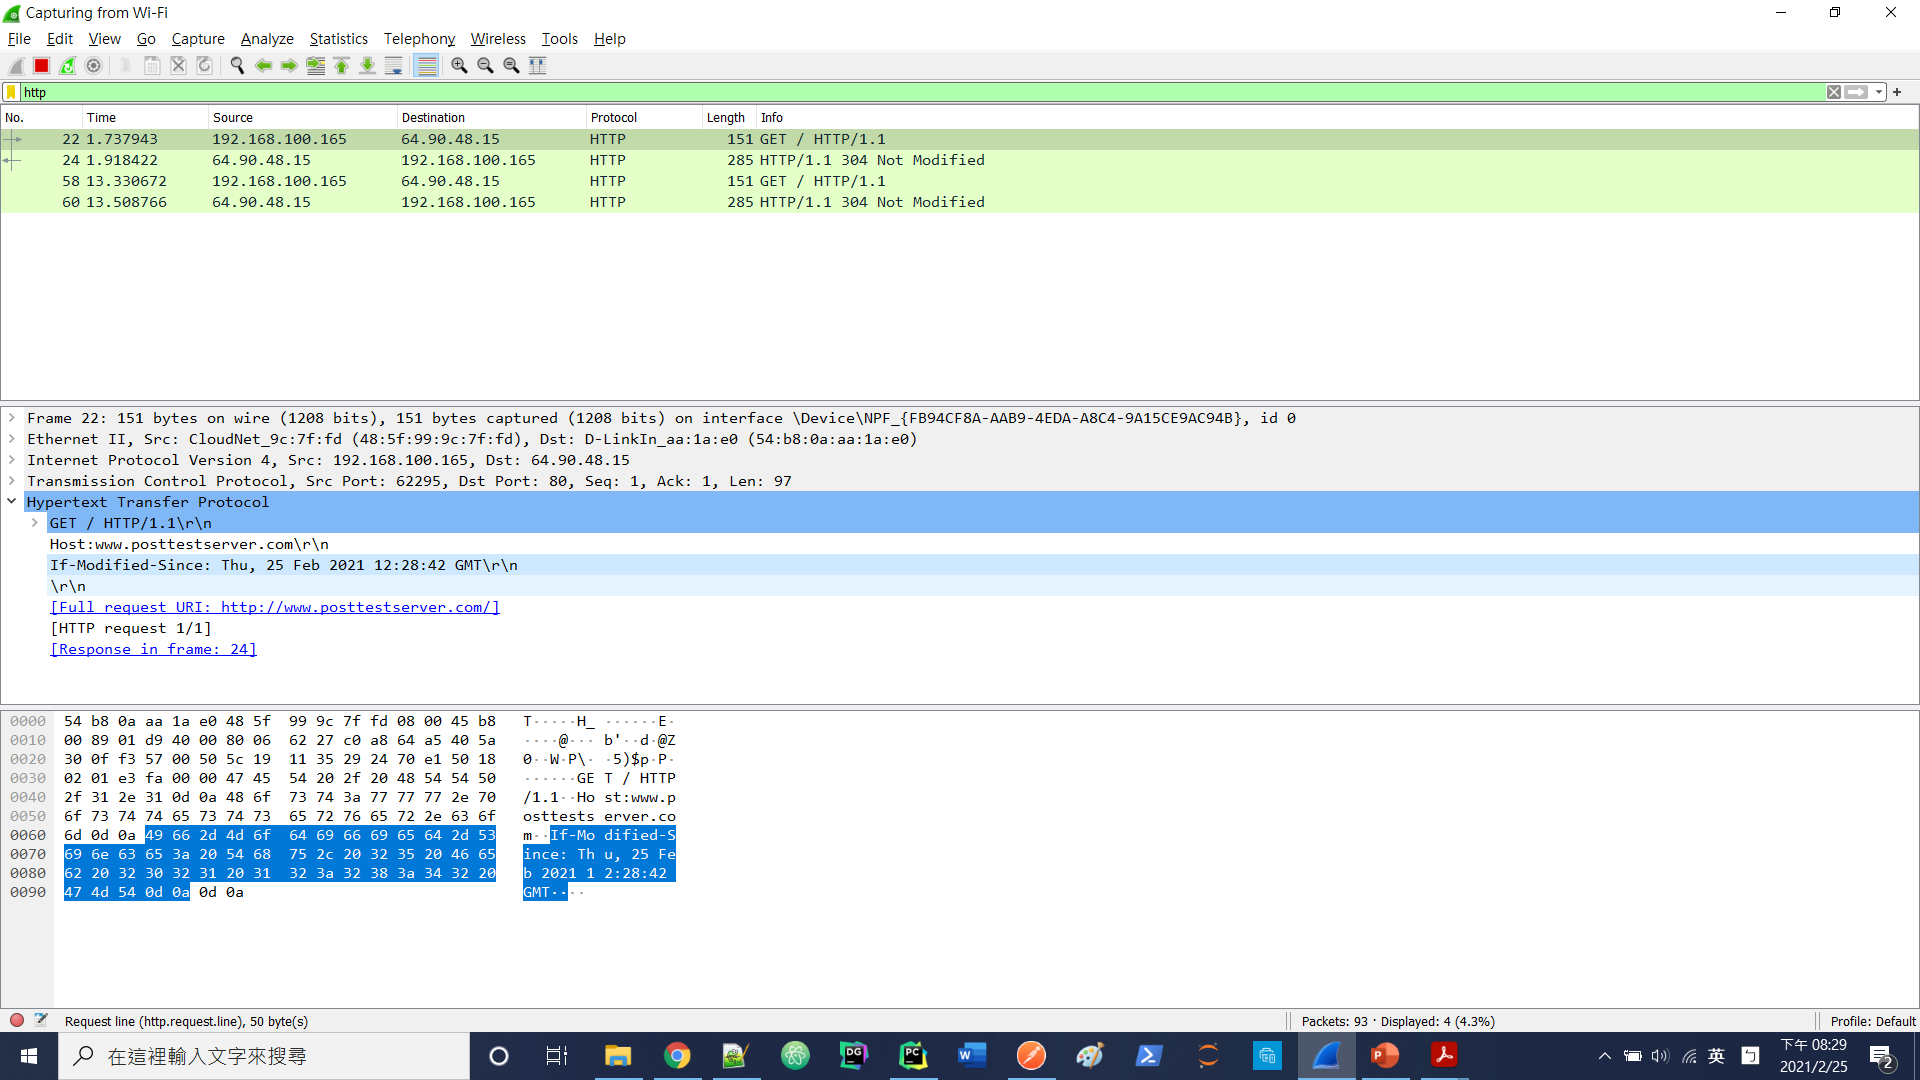 Capturing from Wi-Fi
File Edit View Go Capture Analyze Statistics Telephony Wireless Tools Help
http
No. Time Source Destination Protocol Length Info
22 1.737943 192.168.100.165 64.90.48.15 HTTP 151 GET / HTTP/1.1
24 1.918422 64.90.48.15 192.168.100.165 HTTP 285 HTTP/1.1 304 Not Modified
58 13.330672 192.168.100.165 64.90.48.15 HTTP 151 GET / HTTP/1.1
60 13.508766 64.90.48.15 192.168.100.165 HTTP 285 HTTP/1.1 304 Not Modified
Frame 22: 151 bytes on wire (1208 bits), 151 bytes captured (1208 bits) on interface \Device\NPF_{FB94CF8A-AAB9-4EDA-A8C4-9A15CE9AC94B}, id 0
Ethernet II, Src: CloudNet_9c:7f:fd (48:5f:99:9c:7f:fd), Dst: D-LinkIn_aa:1a:e0 (54:b8:0a:aa:1a:e0)
Internet Protocol Version 4, Src: 192.168.100.165, Dst: 64.90.48.15
Transmission Control Protocol, Src Port: 62295, Dst Port: 80, Seq: 1, Ack: 1, Len: 97
Hypertext Transfer Protocol
GET / HTTP/1.1\r\n
Host:www.posttestserver.com\r\n
If-Modified-Since: Thu, 25 Feb 2021 12:28:42 GMT\r\n
\r\n
[Full request URI: http://www.posttestserver.com/]
[HTTP request 1/1]
[Response in frame: 24]
0000 54 b8 0a aa 1a e0 48 5f 99 9c 7f fd 08 00 45 b8 T·····H_ ······E·
0010 00 89 01 d9 40 00 80 06 62 27 c0 a8 64 a5 40 5a ····@··· b'··d·@Z
0020 30 0f f3 57 00 50 5c 19 11 35 29 24 70 e1 50 18 0··W·P\· ·5)$p·P·
0030 02 01 e3 fa 00 00 47 45 54 20 2f 20 48 54 54 50 ······GE T / HTTP
0040 2f 31 2e 31 0d 0a 48 6f 73 74 3a 77 77 77 2e 70 /1.1··Ho st:www.p
0050 6f 73 74 74 65 73 74 73 65 72 76 65 72 2e 63 6f osttests erver.co
0060 6d 0d 0a 49 66 2d 4d 6f 64 69 66 69 65 64 2d 53 m··If-Mo dified-S
0070 69 6e 63 65 3a 20 54 68 75 2c 20 32 35 20 46 65 ince: Th u, 25 Fe
0080 62 20 32 30 32 31 20 31 32 3a 32 38 3a 34 32 20 b 2021 1 2:28:42
0090 47 4d 54 0d 0a 0d 0a GMT····
Request line (http.request.line), 50 byte(s) Packets: 93 · Displayed: 4 (4.3%) Profile: Default
在這裡輸入文字來搜尋 DG PC W P 英 下午 08:29
2021/2/25 2